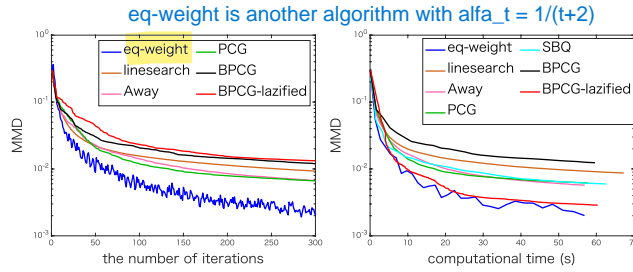 eq-weight is another algorithm with alfa_t = 1/(t+2)
10^0
10^-1
10^-2
10^-3
MMD
eq-weight
linesearch
Away
PCG
BPCG
BPCG-lazified
0 50 100 150 200 250 300
the number of iterations
10^0
10^-1
10^-2
10^-3
MMD
eq-weight
linesearch
Away
PCG
SBQ
BPCG
BPCG-lazified
0 10 20 30 40 50 60 70
computational time (s)